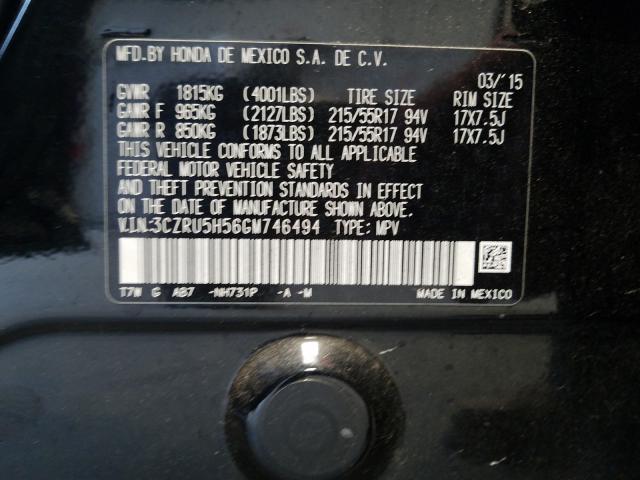 MFD.BY HONDA DE MEXICO S.A. DE C.V.
03/'15
GVWR 1815KG (4001LBS) TIRE SIZE RIM SIZE
GAWR F 965KG (2127LBS) 215/55R17 94V 17X7.5J
GAWR R 850KG (1873LBS) 215/55R17 94V 17X7.5J
THIS VEHICLE CONFORMS TO ALL APPLICABLE
FEDERAL MOTOR VEHICLE SAFETY
AND THEFT PREVENTION STANDARDS IN EFFECT
ON THE DATE OF MANUFACTURE SHOWN ABOVE.
V.I.N.:3CZRU5H56GM746494 TYPE: MPV
T7W G AB7 -NH731P -A -M MADE IN MEXICO